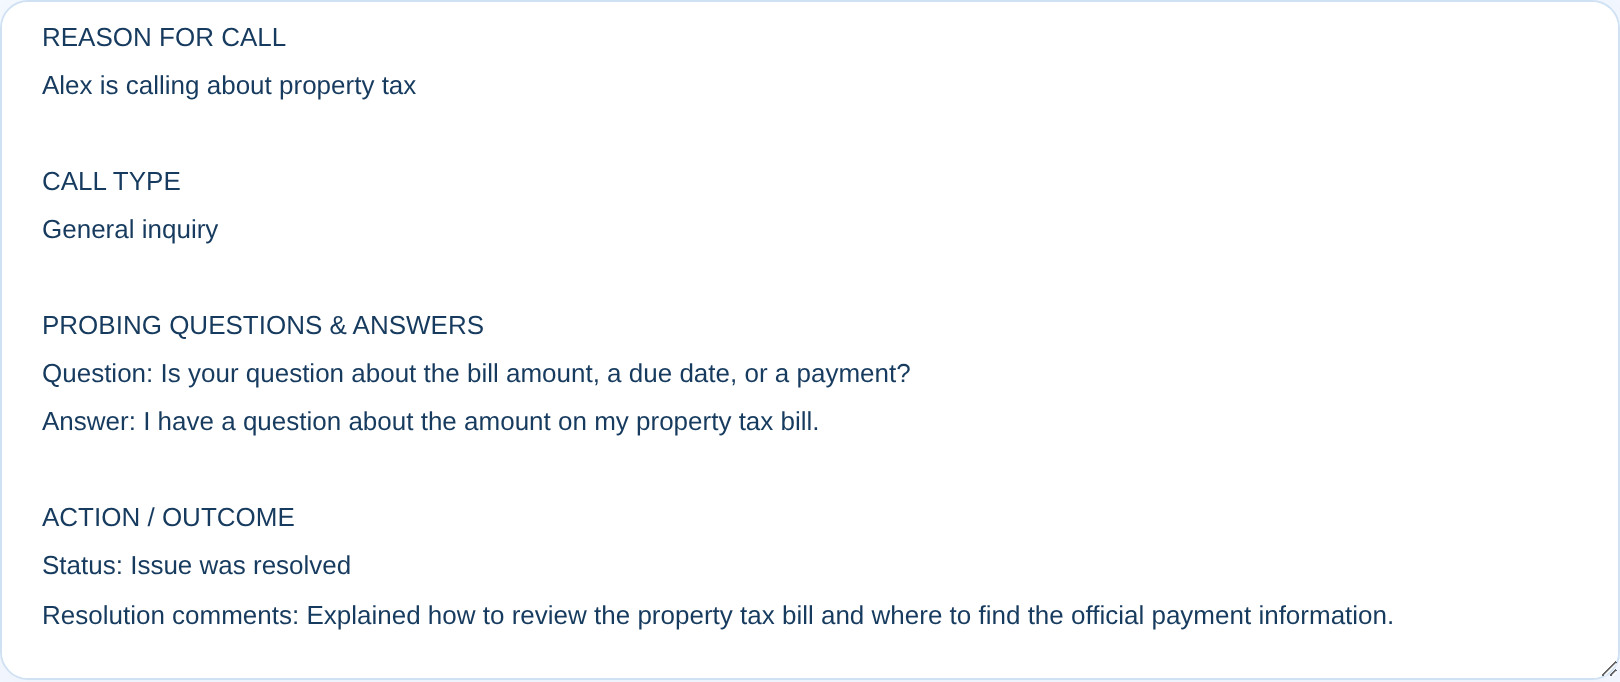 REASON FOR CALL
Alex is calling about property tax
CALL TYPE
General inquiry
PROBING QUESTIONS & ANSWERS
Question: Is your question about the bill amount, a due date, or a payment?
Answer: I have a question about the amount on my property tax bill.
ACTION / OUTCOME
Status: Issue was resolved
Resolution comments: Explained how to review the property tax bill and where to find the official payment information.